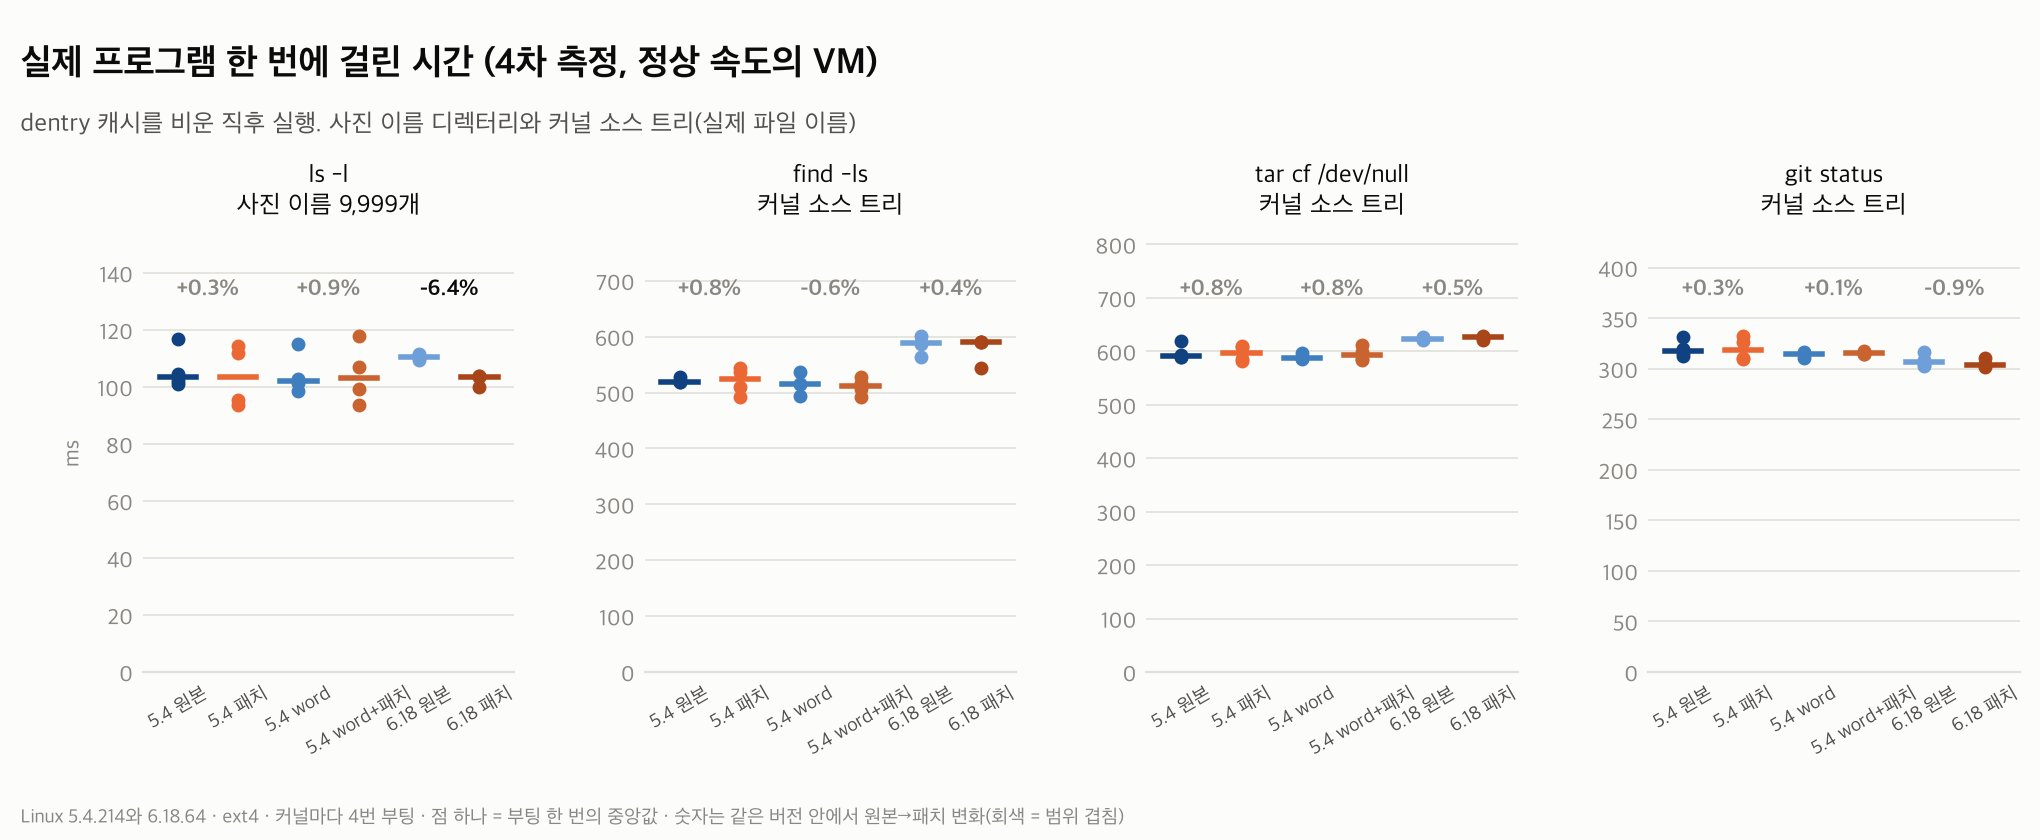 실제 프로그램 한 번에 걸린 시간 (4차 측정, 정상 속도의 VM)
dentry 캐시를 비운 직후 실행. 사진 이름 디렉터리와 커널 소스 트리(실제 파일 이름)
ls -l
사진 이름 9,999개
140
120
100
80
60
40
20
0
ms
+0.3%
+0.9%
-6.4%
5.4 원본
5.4 패치
5.4 word
5.4 word+패치
6.18 원본
6.18 패치
find -ls
커널 소스 트리
700
600
500
400
300
200
100
0
+0.8%
-0.6%
+0.4%
5.4 원본
5.4 패치
5.4 word
5.4 word+패치
6.18 원본
6.18 패치
tar cf /dev/null
커널 소스 트리
800
700
600
500
400
300
200
100
0
+0.8%
+0.8%
+0.5%
5.4 원본
5.4 패치
5.4 word
5.4 word+패치
6.18 원본
6.18 패치
git status
커널 소스 트리
400
350
300
250
200
150
100
50
0
+0.3%
+0.1%
-0.9%
5.4 원본
5.4 패치
5.4 word
5.4 word+패치
6.18 원본
6.18 패치
Linux 5.4.214와 6.18.64 · ext4 · 커널마다 4번 부팅 · 점 하나 = 부팅 한 번의 중앙값 · 숫자는 같은 버전 안에서 원본→패치 변화(회색 = 범위 겹침)